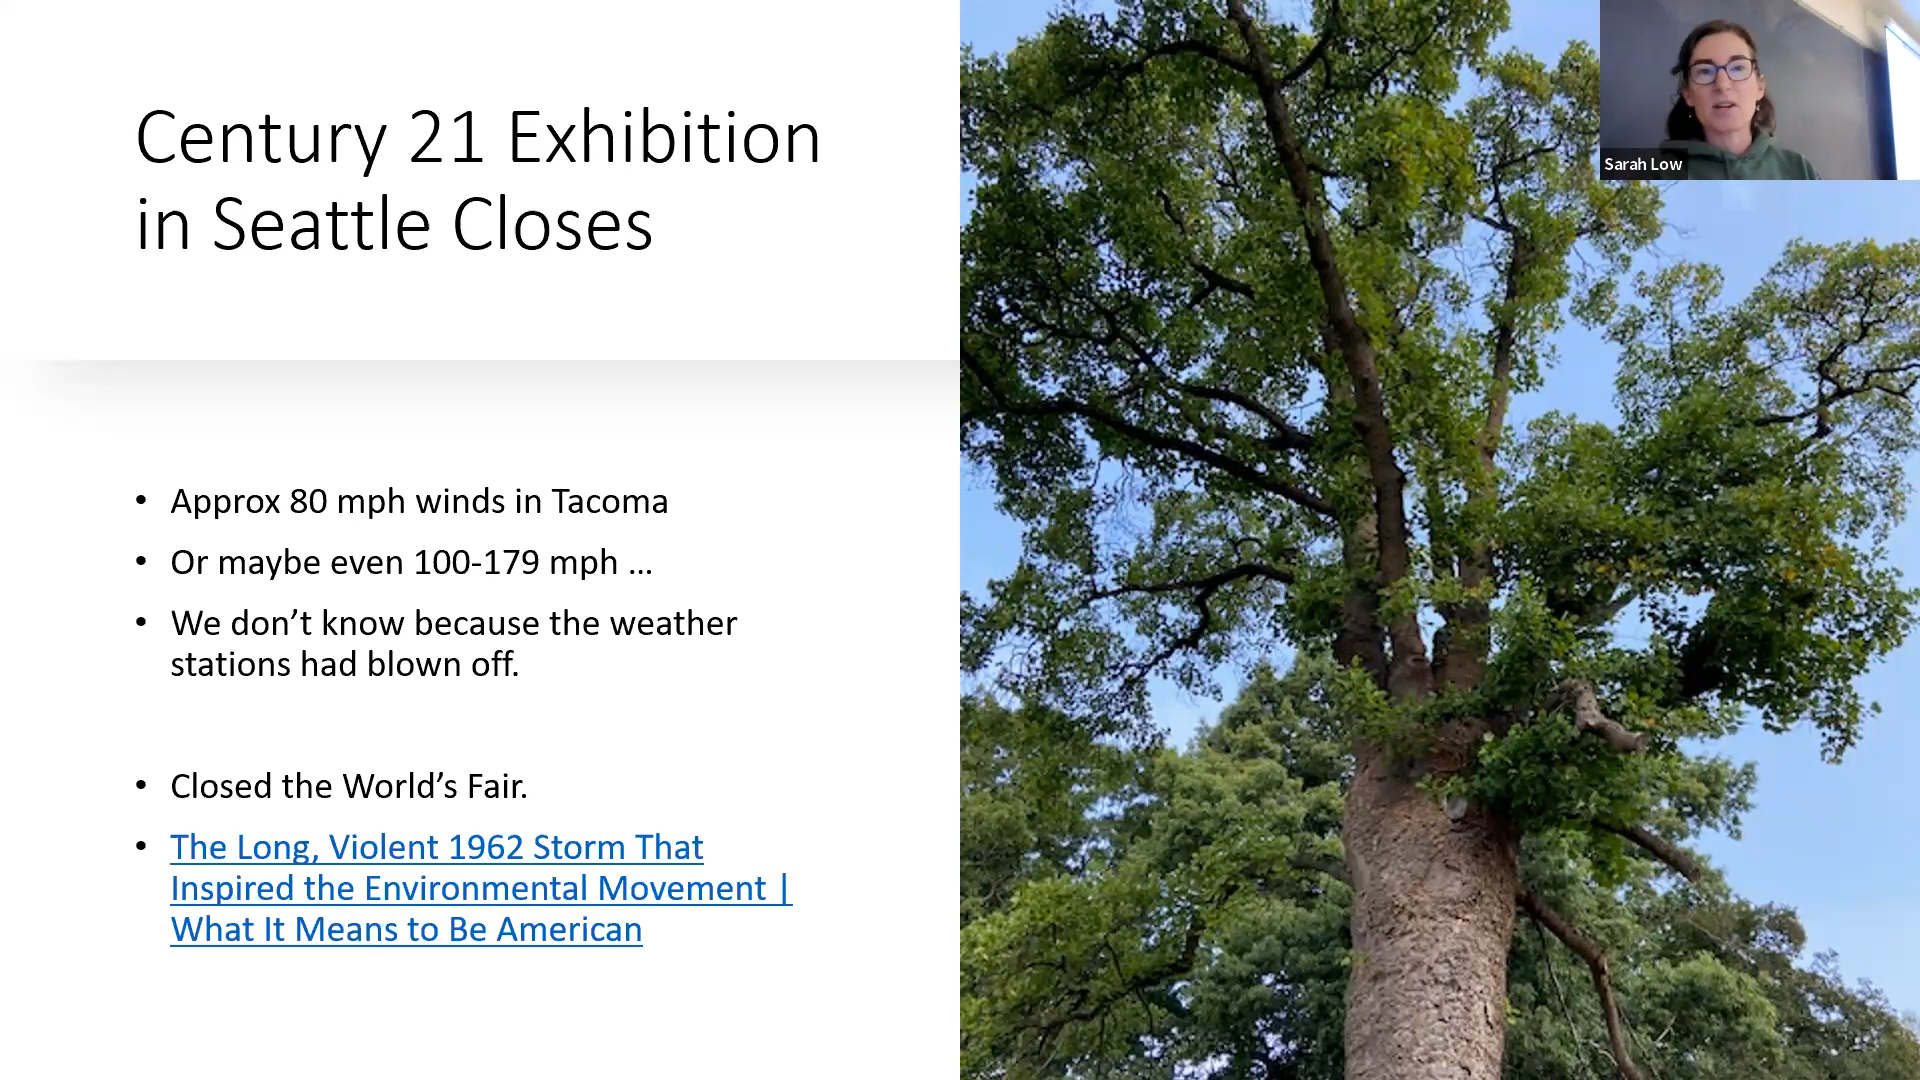 Century 21 Exhibition
in Seattle Closes
Sarah Low
• Approx 80 mph winds in Tacoma
• Or maybe even 100-179 mph ...
• We don’t know because the weather
stations had blown off.
• Closed the World’s Fair.
• The Long, Violent 1962 Storm That
Inspired the Environmental Movement |
What It Means to Be American